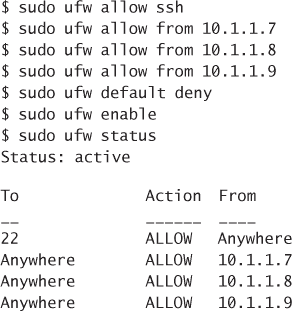 $ sudo ufw allow ssh
$ sudo ufw allow from 10.1.1.7
$ sudo ufw allow from 10.1.1.8
$ sudo ufw allow from 10.1.1.9
$ sudo ufw default deny
$ sudo ufw enable
$ sudo ufw status
Status: active
To Action From
__ ______ ____
22 ALLOW Anywhere
Anywhere ALLOW 10.1.1.7
Anywhere ALLOW 10.1.1.8
Anywhere ALLOW 10.1.1.9